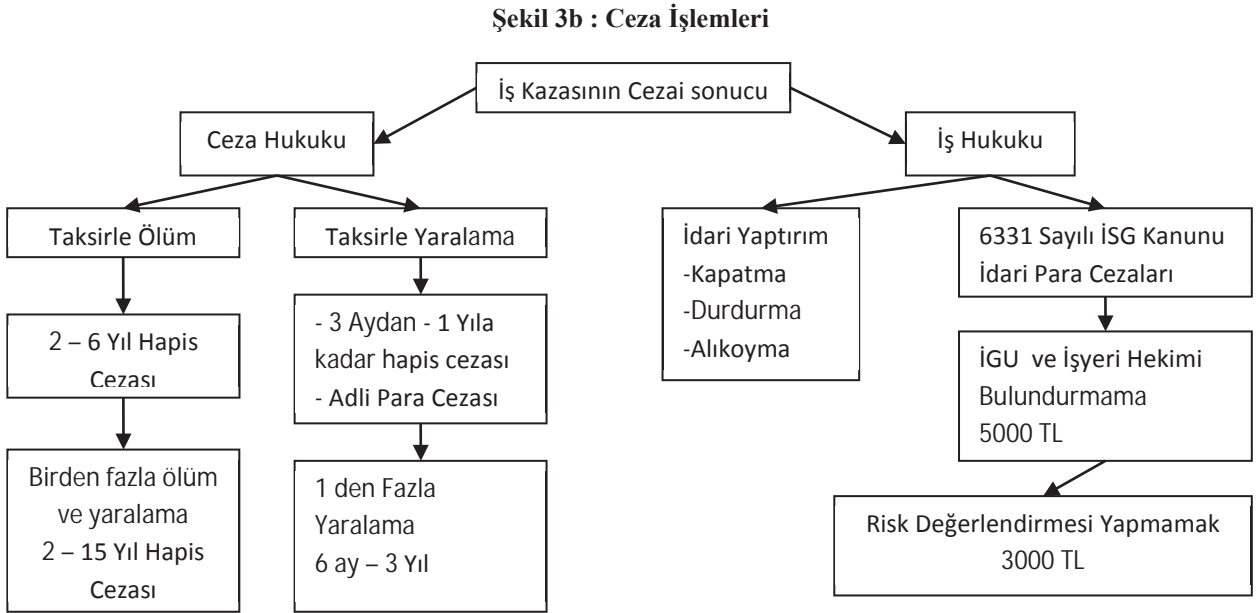 Şekil 3b : Ceza İşlemleri
İş Kazasının Cezai sonucu
Ceza Hukuku
İş Hukuku
Taksirle Ölüm
Taksirle Yaralama
İdari Yaptırım
-Kapatma
-Durdurma
-Alıkoyma
6331 Sayılı İSG Kanunu
İdari Para Cezaları
2 – 6 Yıl Hapis
Cezası
- 3 Aydan - 1 Yıla
kadar hapis cezası
- Adli Para Cezası
İGU ve İşyeri Hekimi
Bulundurmama
5000 TL
Birden fazla ölüm
ve yaralama
2 – 15 Yıl Hapis
Cezası
1 den Fazla
Yaralama
6 ay – 3 Yıl
Risk Değerlendirmesi Yapmamak
3000 TL